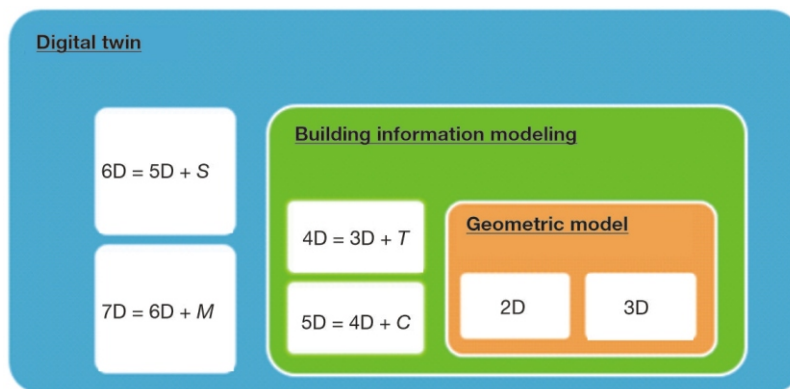 Digital twin
6D = 5D + S
7D = 6D + M
Building information modeling
4D = 3D + T
5D = 4D + C
Geometric model
2D
3D